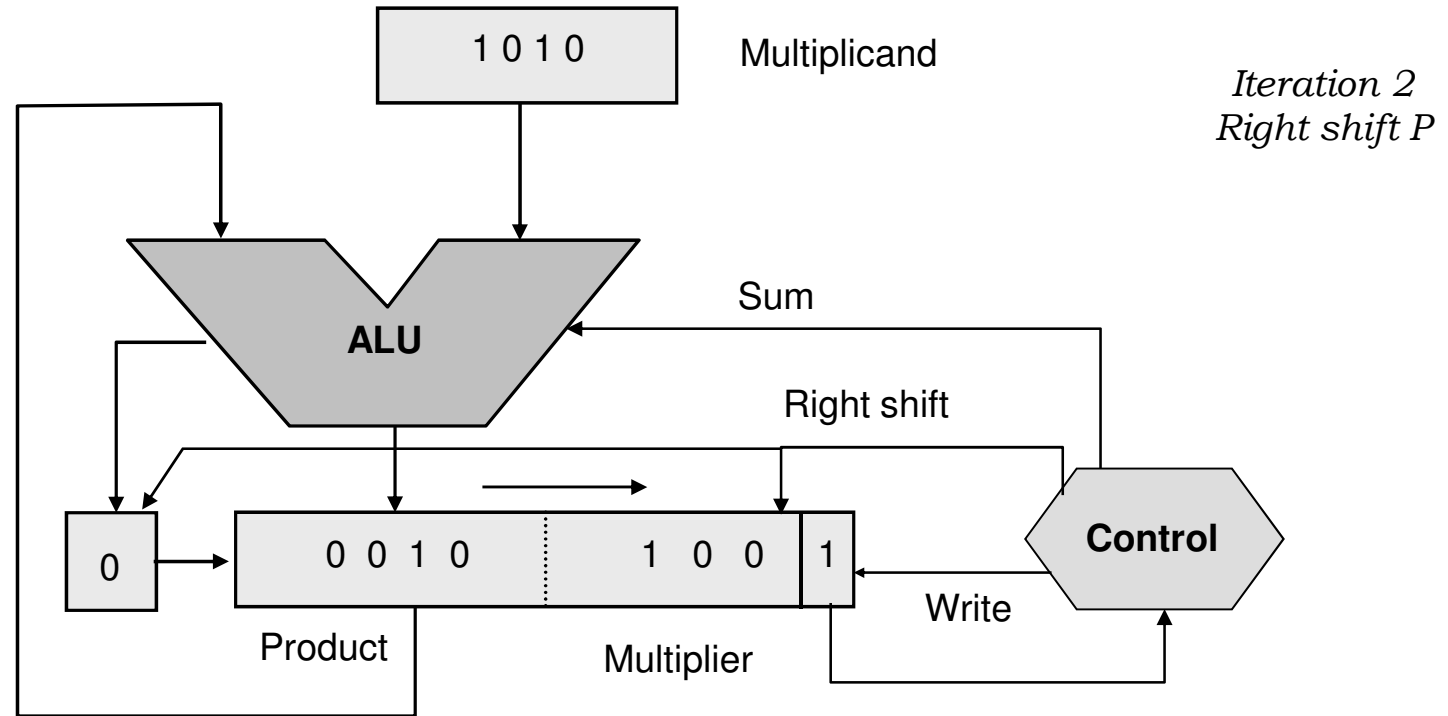 1 0 1 0
Multiplicand
Iteration 2
Right shift P
Sum
ALU
Right shift
0
0 0 1 0
1 0 0
1
Control
Write
Product
Multiplier